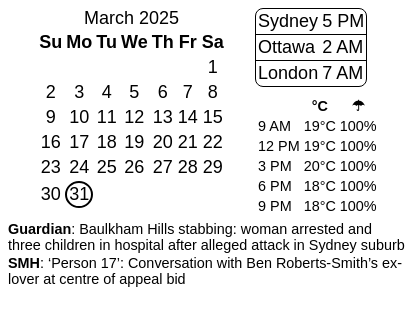 March 2025
Su Mo Tu We Th Fr Sa
1
2 3 4 5 6 7 8
9 10 11 12 13 14 15
16 17 18 19 20 21 22
23 24 25 26 27 28 29
30 31
Sydney 5 PM
Ottawa 2 AM
London 7 AM
°C ☂
9 AM 19°C 100%
12 PM 19°C 100%
3 PM 20°C 100%
6 PM 18°C 100%
9 PM 18°C 100%
Guardian: Baulkham Hills stabbing: woman arrested and
three children in hospital after alleged attack in Sydney suburb
SMH: ‘Person 17’: Conversation with Ben Roberts-Smith’s ex-
lover at centre of appeal bid